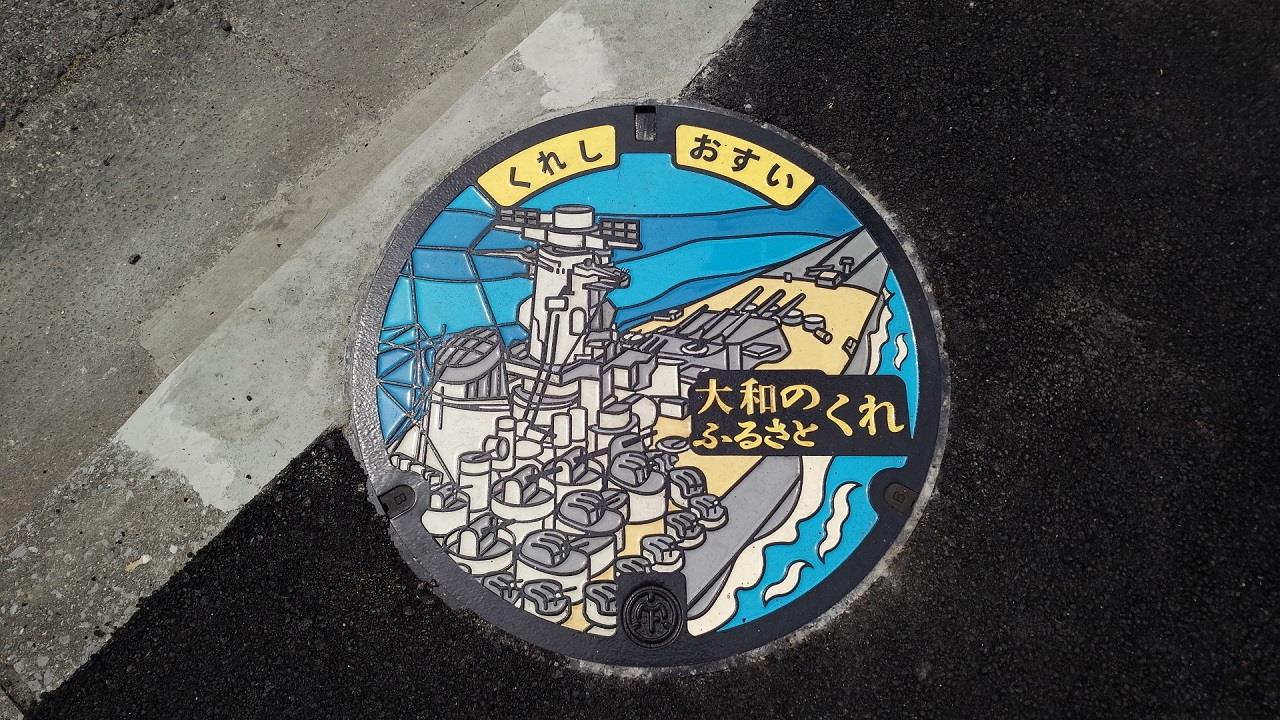 くれし おすい
大和の
ふるさと
くれ